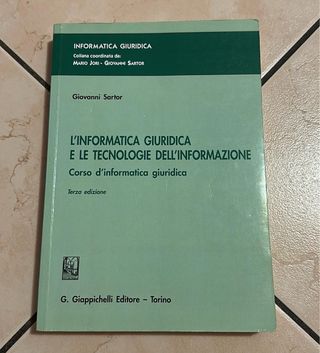 INFORMATICA GIURIDICA
Collana coordinata da:
MARIO JORI - GIOVANNI SARTOR
Giovanni Sartor
L'INFORMATICA GIURIDICA
E LE TECNOLOGIE DELL'INFORMAZIONE
Corso d'informatica giuridica
Terza edizione
G. Giappichelli Editore – Torino